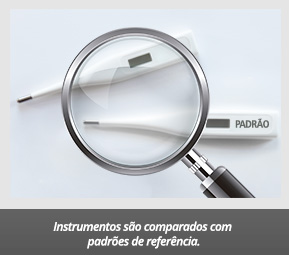 PADRÃO
Instrumentos são comparados com
padrões de referência.